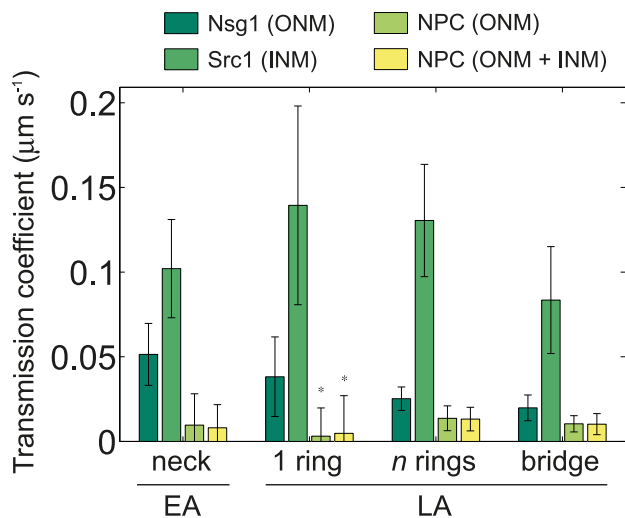 Nsg1 (ONM) NPC (ONM)
Src1 (INM) NPC (ONM + INM)
Transmission coefficient (μm s⁻¹)
0.2
0.15
0.1
0.05
0
* *
neck 1 ring n rings bridge
EA LA